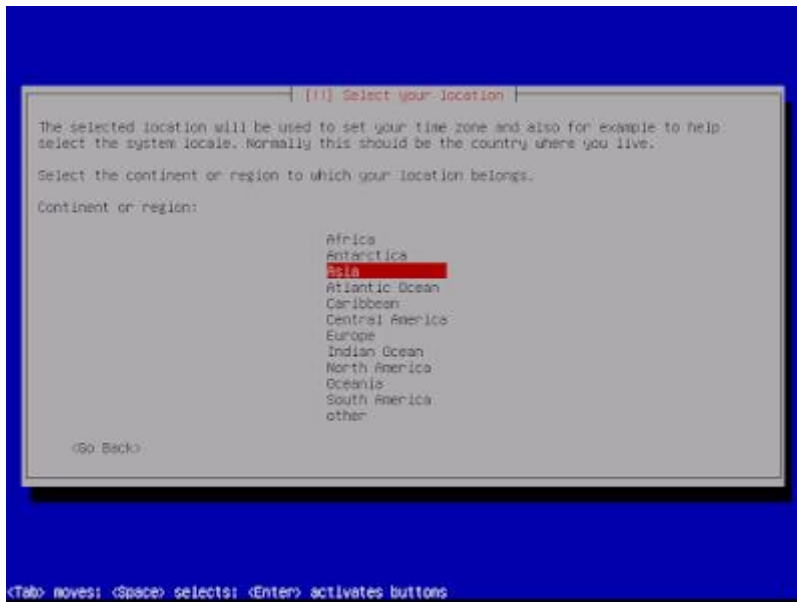 [!!] Select your location
The selected location will be used to set your time zone and also for example to help
select the system locale. Normally this should be the country where you live.
Select the continent or region to which your location belongs.
Continent or region:
Africa
Antarctica
Asia
Atlantic Ocean
Caribbean
Central America
Europe
Indian Ocean
North America
Oceania
South America
other
<Go Back>
<Tab> moves; <Space> selects; <Enter> activates buttons